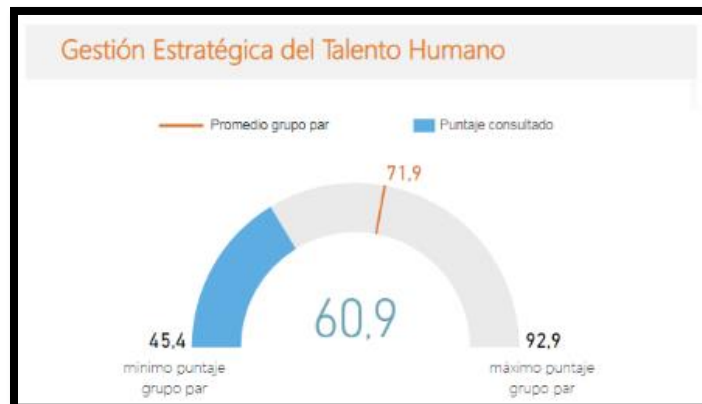 Gestión Estratégica del Talento Humano
Promedio grupo par
Puntaje consultado
71,9
60,9
45,4
92,9
mínimo puntaje
grupo par
máximo puntaje
grupo par